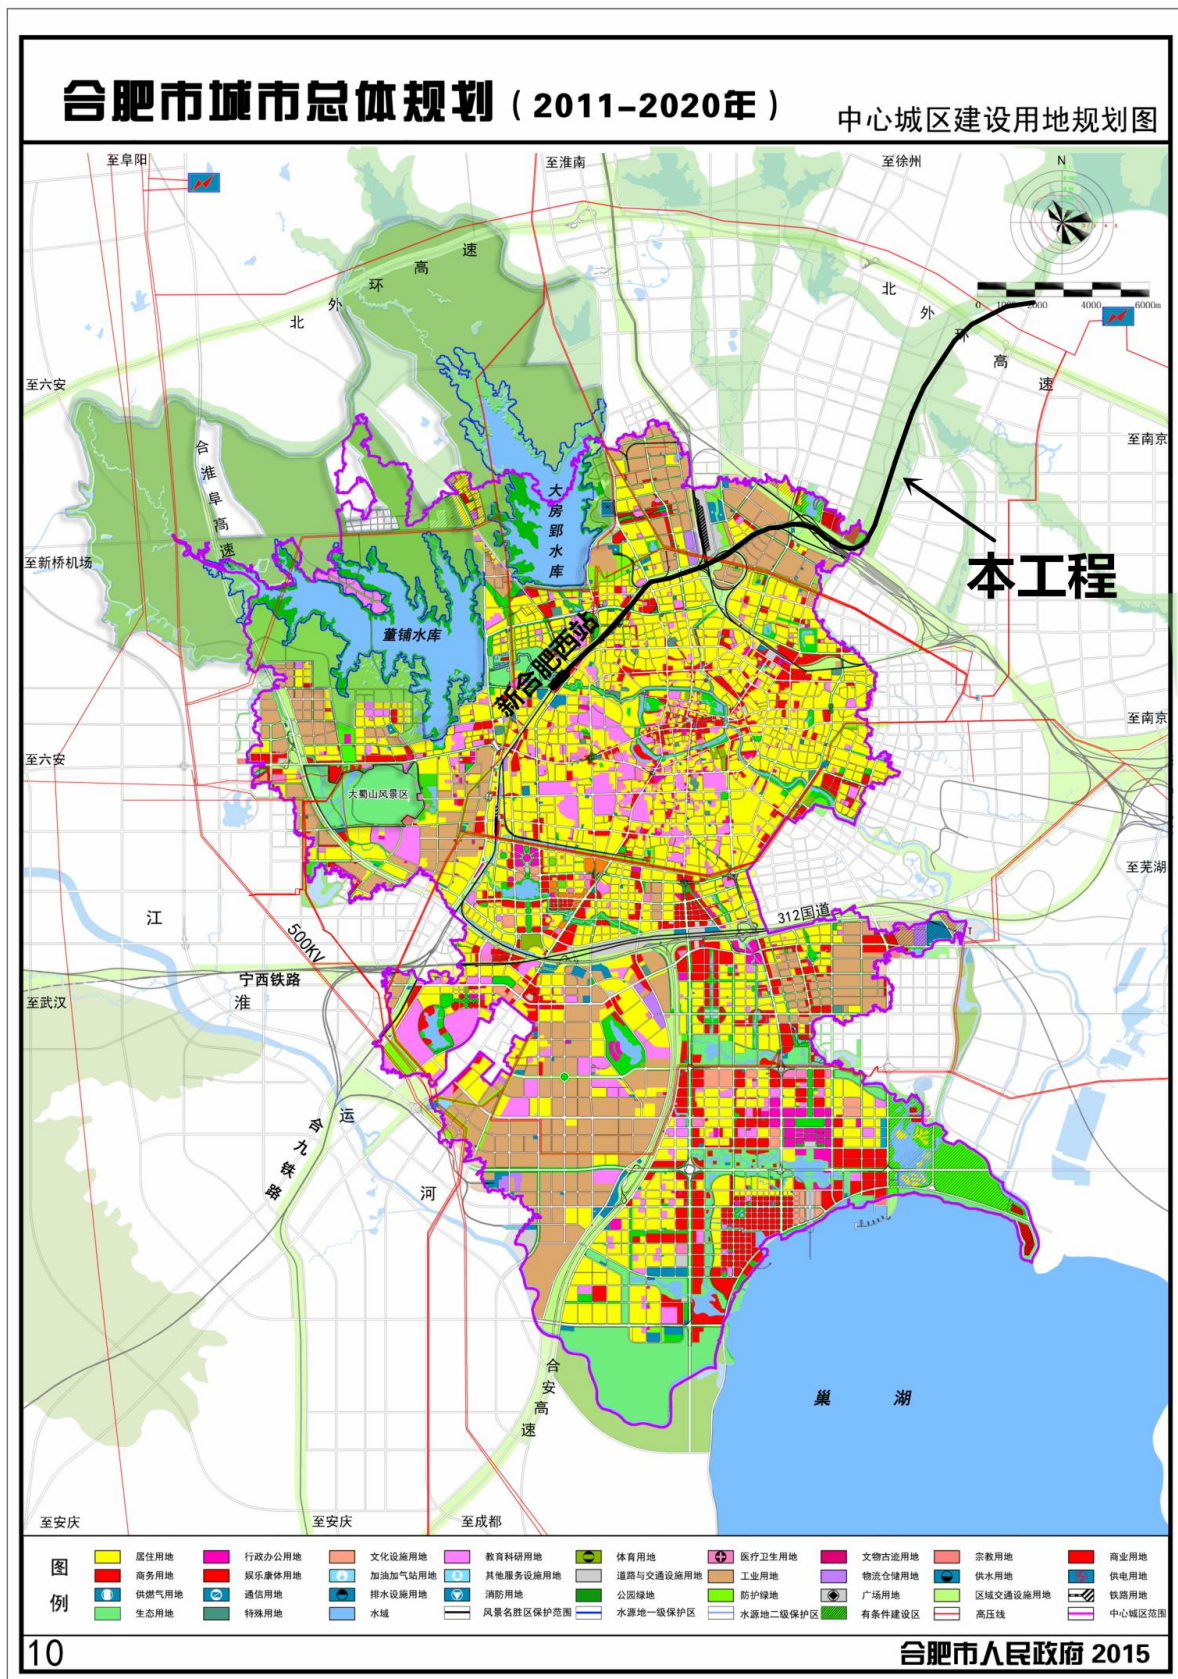 合肥市城市总体规划（2011-2020年）
中心城区建设用地规划图
至阜阳
至淮南
至徐州
N
北外环高速
北外环高速
0 1000 2000 4000 6000m
至六安
合淮阜高速
至南京
大房郢水库
至新桥机场
本工程
董铺水库
新合肥西站
至南京
至六安
大蜀山风景区
至芜湖
江
312国道
500KV
宁西铁路
至武汉
淮
运
合九铁路
河
合安高速
巢湖
至安庆
至安庆
至成都
图例
居住用地 行政办公用地 文化设施用地 教育科研用地 体育用地 医疗卫生用地 文物古迹用地 宗教用地 商业用地
商务用地 娱乐康体用地 加油加气站用地 其他服务设施用地 道路与交通设施用地 工业用地 物流仓储用地 供水用地 供电用地
供燃气用地 通信用地 排水设施用地 消防用地 公园绿地 防护绿地 广场用地 区域交通设施用地 铁路用地
生态用地 特殊用地 水域 风景名胜区保护范围 水源地一级保护区 水源地二级保护区 有条件建设区 高压线 中心城区范围
10
合肥市人民政府 2015